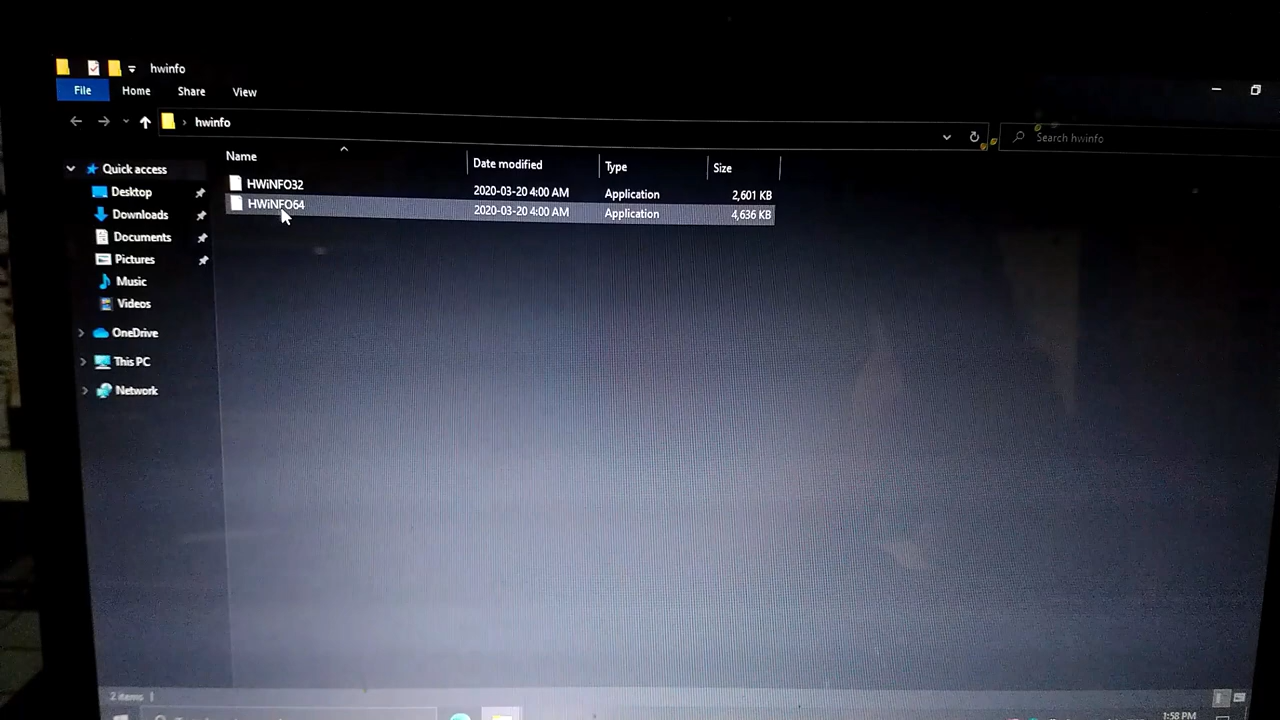 hwinfo
File Home Share View
hwinfo
Search hwinfo
Name Date modified Type Size
Quick access
HWiNFO32 2020-03-20 4:00 AM Application 2,601 KB
Desktop
HWiNFO64 2020-03-20 4:00 AM Application 4,636 KB
Downloads
Documents
Pictures
Music
Videos
OneDrive
This PC
Network
2 items
1:58 PM